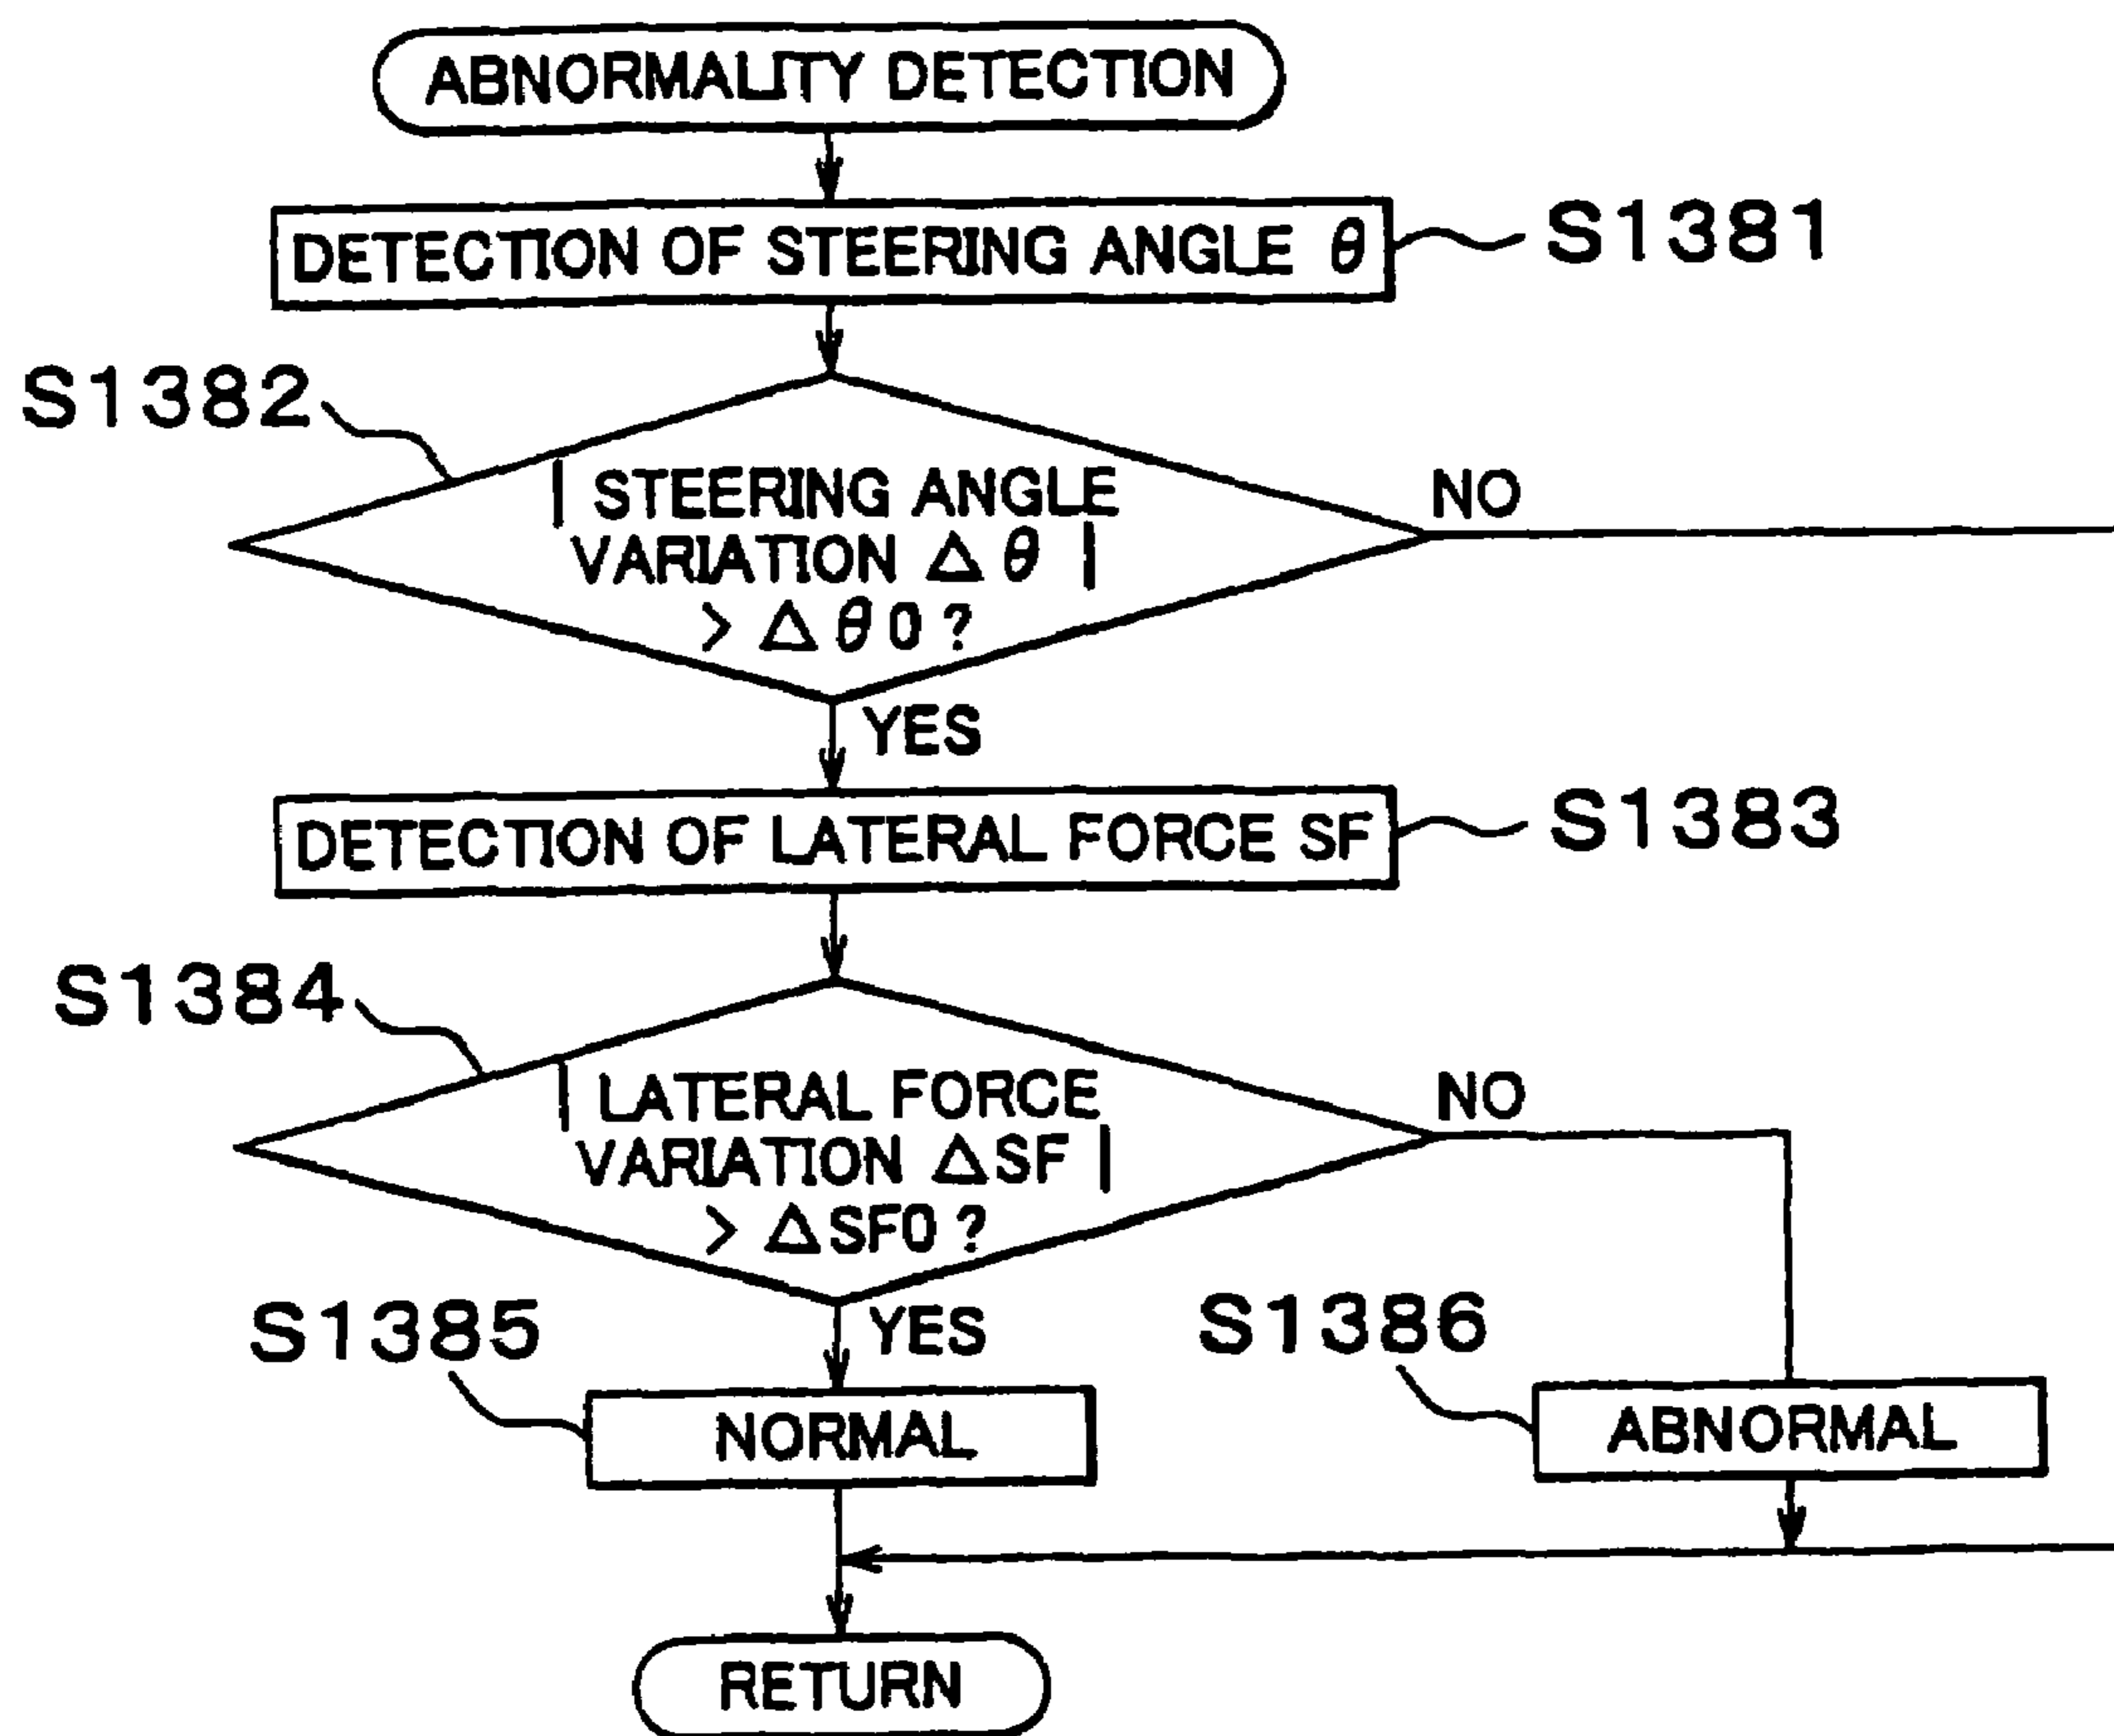 ABNORMALITY DETECTION
DETECTION OF STEERING ANGLE θ
S1381
S1382
| STEERING ANGLE
VARIATION Δθ |
> Δθ0?
NO
YES
DETECTION OF LATERAL FORCE SF
S1383
S1384
| LATERAL FORCE
VARIATION ΔSF |
> ΔSF0?
NO
YES
S1385
NORMAL
S1386
ABNORMAL
RETURN